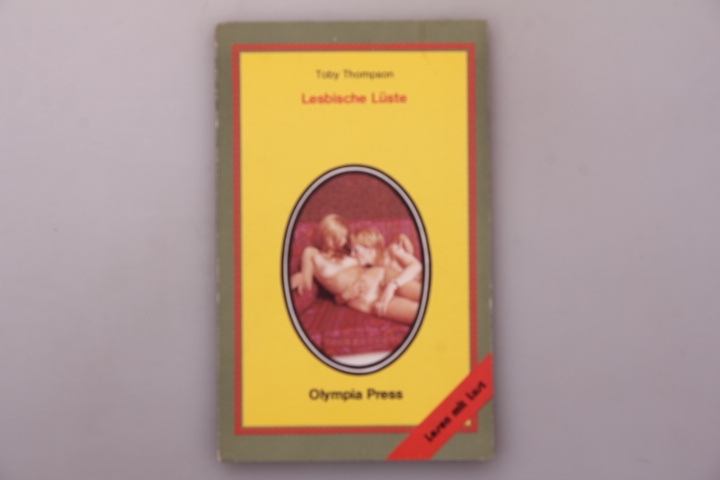 Toby Thompson
Lesbische Lüste
Olympia Press
Lesen mit Lust